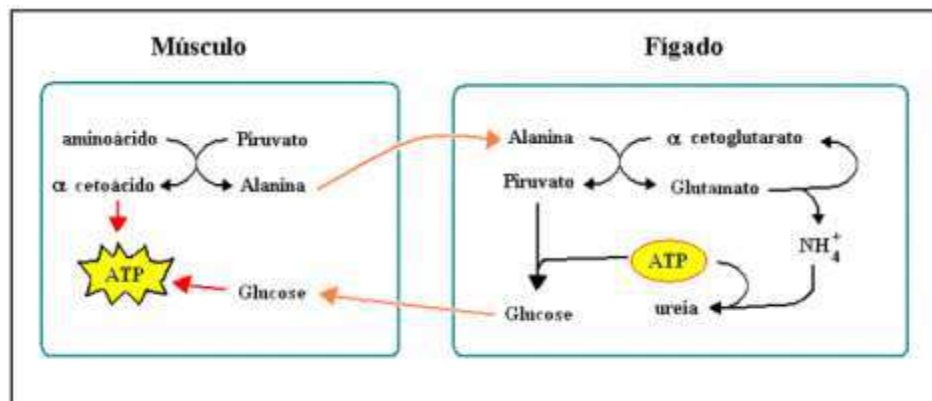 Músculo
Fígado
aminoácido
Piruvato
α cetoácido
Alanina
ATP
Glucose
Alanina
α cetoglutarato
Piruvato
Glutamato
NH4+
ATP
Glucose
ureia